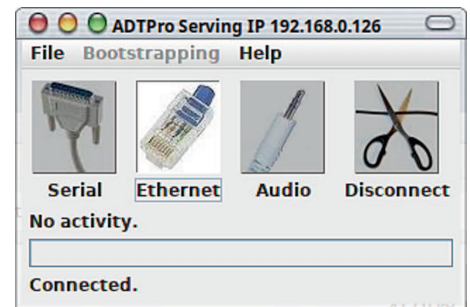 ADTPro Serving IP 192.168.0.126
File Bootstrapping Help
Serial Ethernet Audio Disconnect
No activity.
Connected.